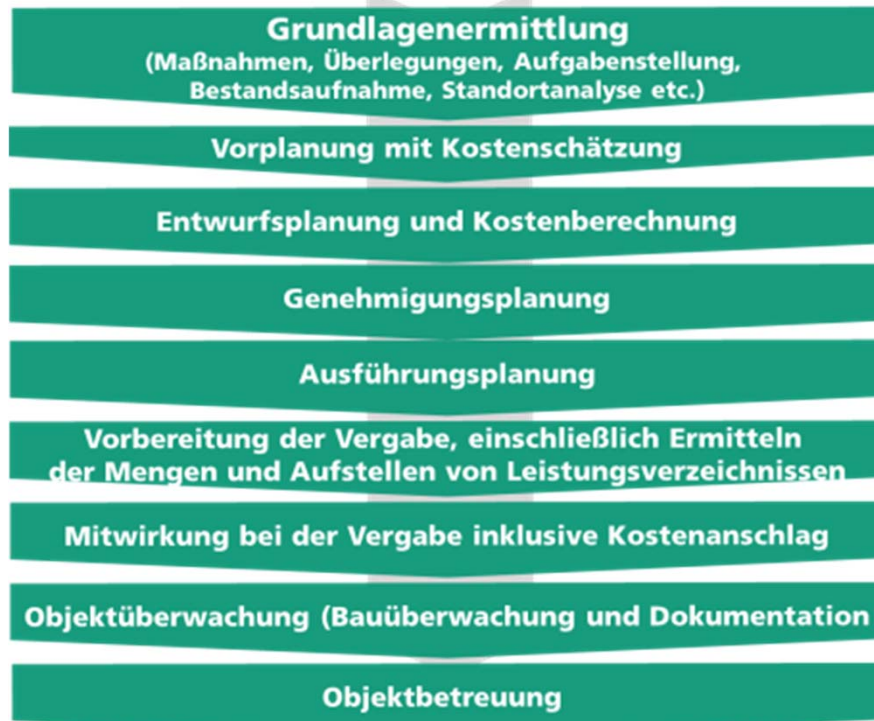 Grundlagenermittlung
(Maßnahmen, Überlegungen, Aufgabenstellung,
Bestandsaufnahme, Standortanalyse etc.)
Vorplanung mit Kostenschätzung
Entwurfsplanung und Kostenberechnung
Genehmigungsplanung
Ausführungsplanung
Vorbereitung der Vergabe, einschließlich Ermitteln
der Mengen und Aufstellen von Leistungsverzeichnissen
Mitwirkung bei der Vergabe inklusive Kostenanschlag
Objektüberwachung (Bauüberwachung und Dokumentation
Objektbetreuung